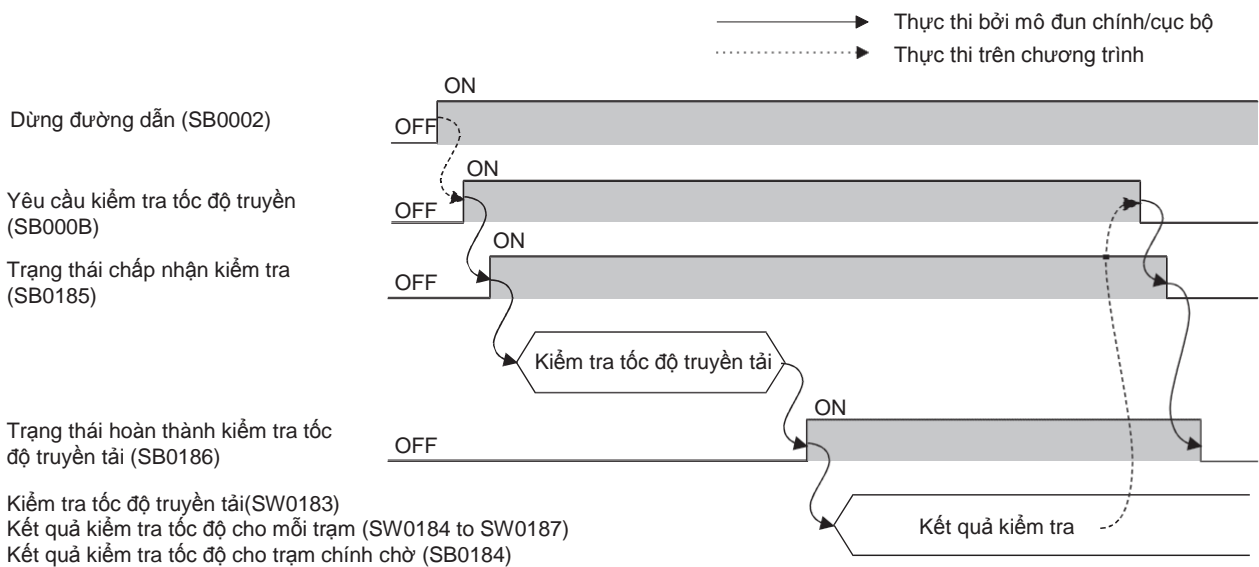 Thực thi bởi mô đun chính/cục bộ
Thực thi trên chương trình
ON
Dừng đường dẫn (SB0002)
OFF
ON
Yêu cầu kiểm tra tốc độ truyền
(SB000B)
OFF
ON
Trạng thái chấp nhận kiểm tra
(SB0185)
OFF
Kiểm tra tốc độ truyền tải
ON
Trạng thái hoàn thành kiểm tra tốc
độ truyền tải (SB0186)
OFF
Kiểm tra tốc độ truyền tải(SW0183)
Kết quả kiểm tra tốc độ cho mỗi trạm (SW0184 to SW0187)
Kết quả kiểm tra tốc độ cho trạm chính chờ (SB0184)
Kết quả kiểm tra